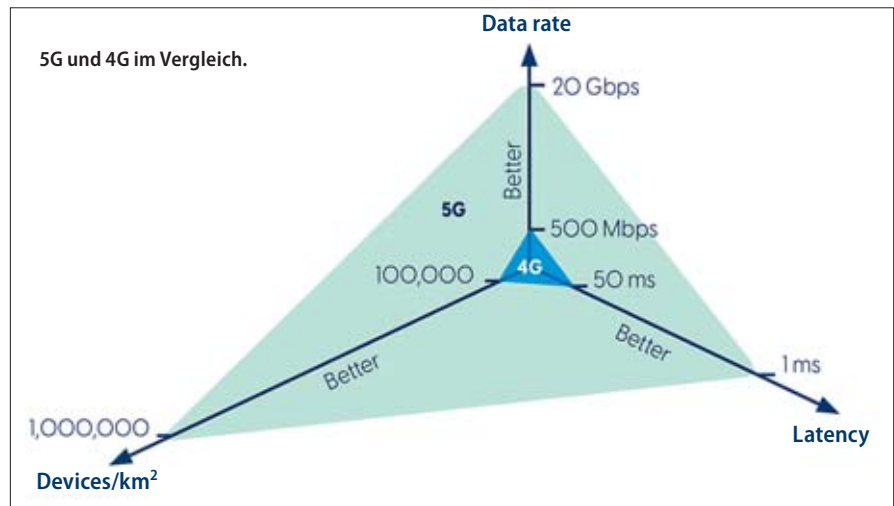 Data rate
5G und 4G im Vergleich.
20 Gbps
Better
5G
500 Mbps
4G
100,000
50 ms
Better
Better
1 ms
1,000,000
Latency
Devices/km²